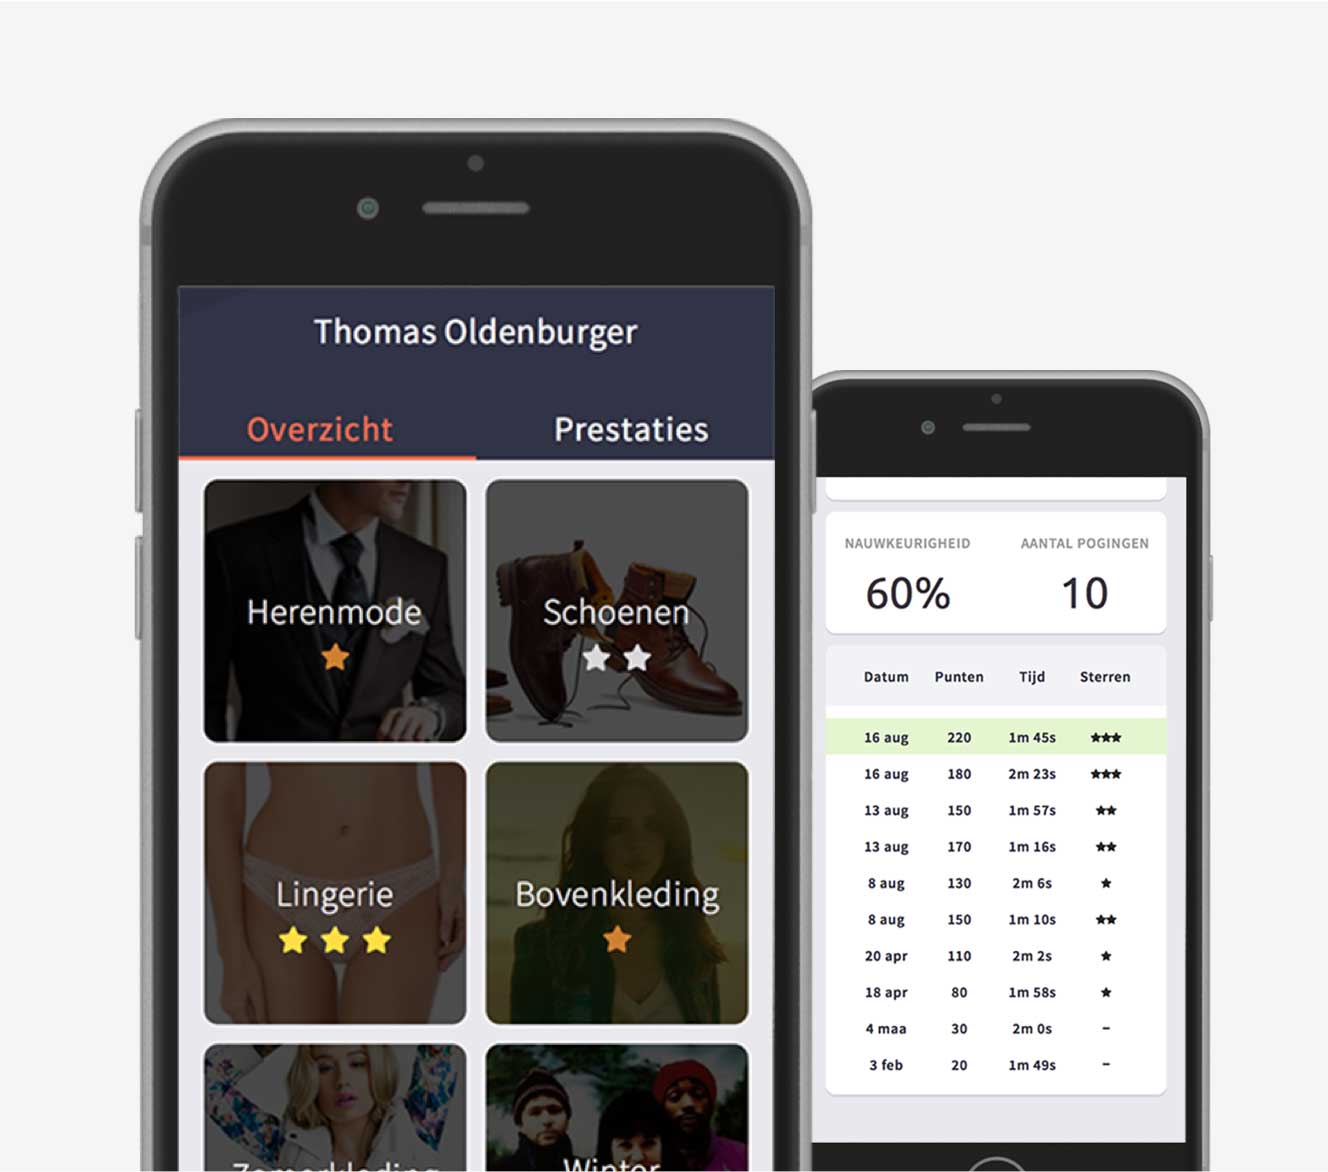 Thomas Oldenburger
Overzicht Prestaties
Herenmode Schoenen
Lingerie Bovenkleding
Zomerkleding Winter
NAUWKEURIGHEID AANTAL POGINGEN
60% 10
Datum Punten Tijd Sterren
16 aug 220 1m 45s
16 aug 180 2m 23s
13 aug 150 1m 57s
13 aug 170 1m 16s
8 aug 130 2m 6s
8 aug 150 1m 10s
20 apr 110 2m 2s
18 apr 80 1m 58s
4 maa 30 2m 0s –
3 feb 20 1m 49s –